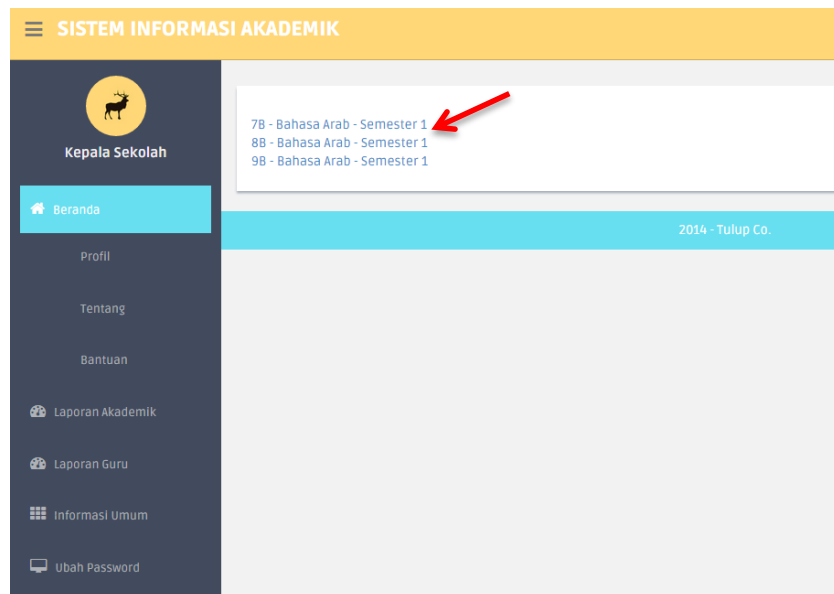 SISTEM INFORMASI AKADEMIK
Kepala Sekolah
Beranda
Profil
Tentang
Bantuan
Laporan Akademik
Laporan Guru
Informasi Umum
Ubah Password
7B - Bahasa Arab - Semester 1
8B - Bahasa Arab - Semester 1
9B - Bahasa Arab - Semester 1
2014 - Tulup Co.